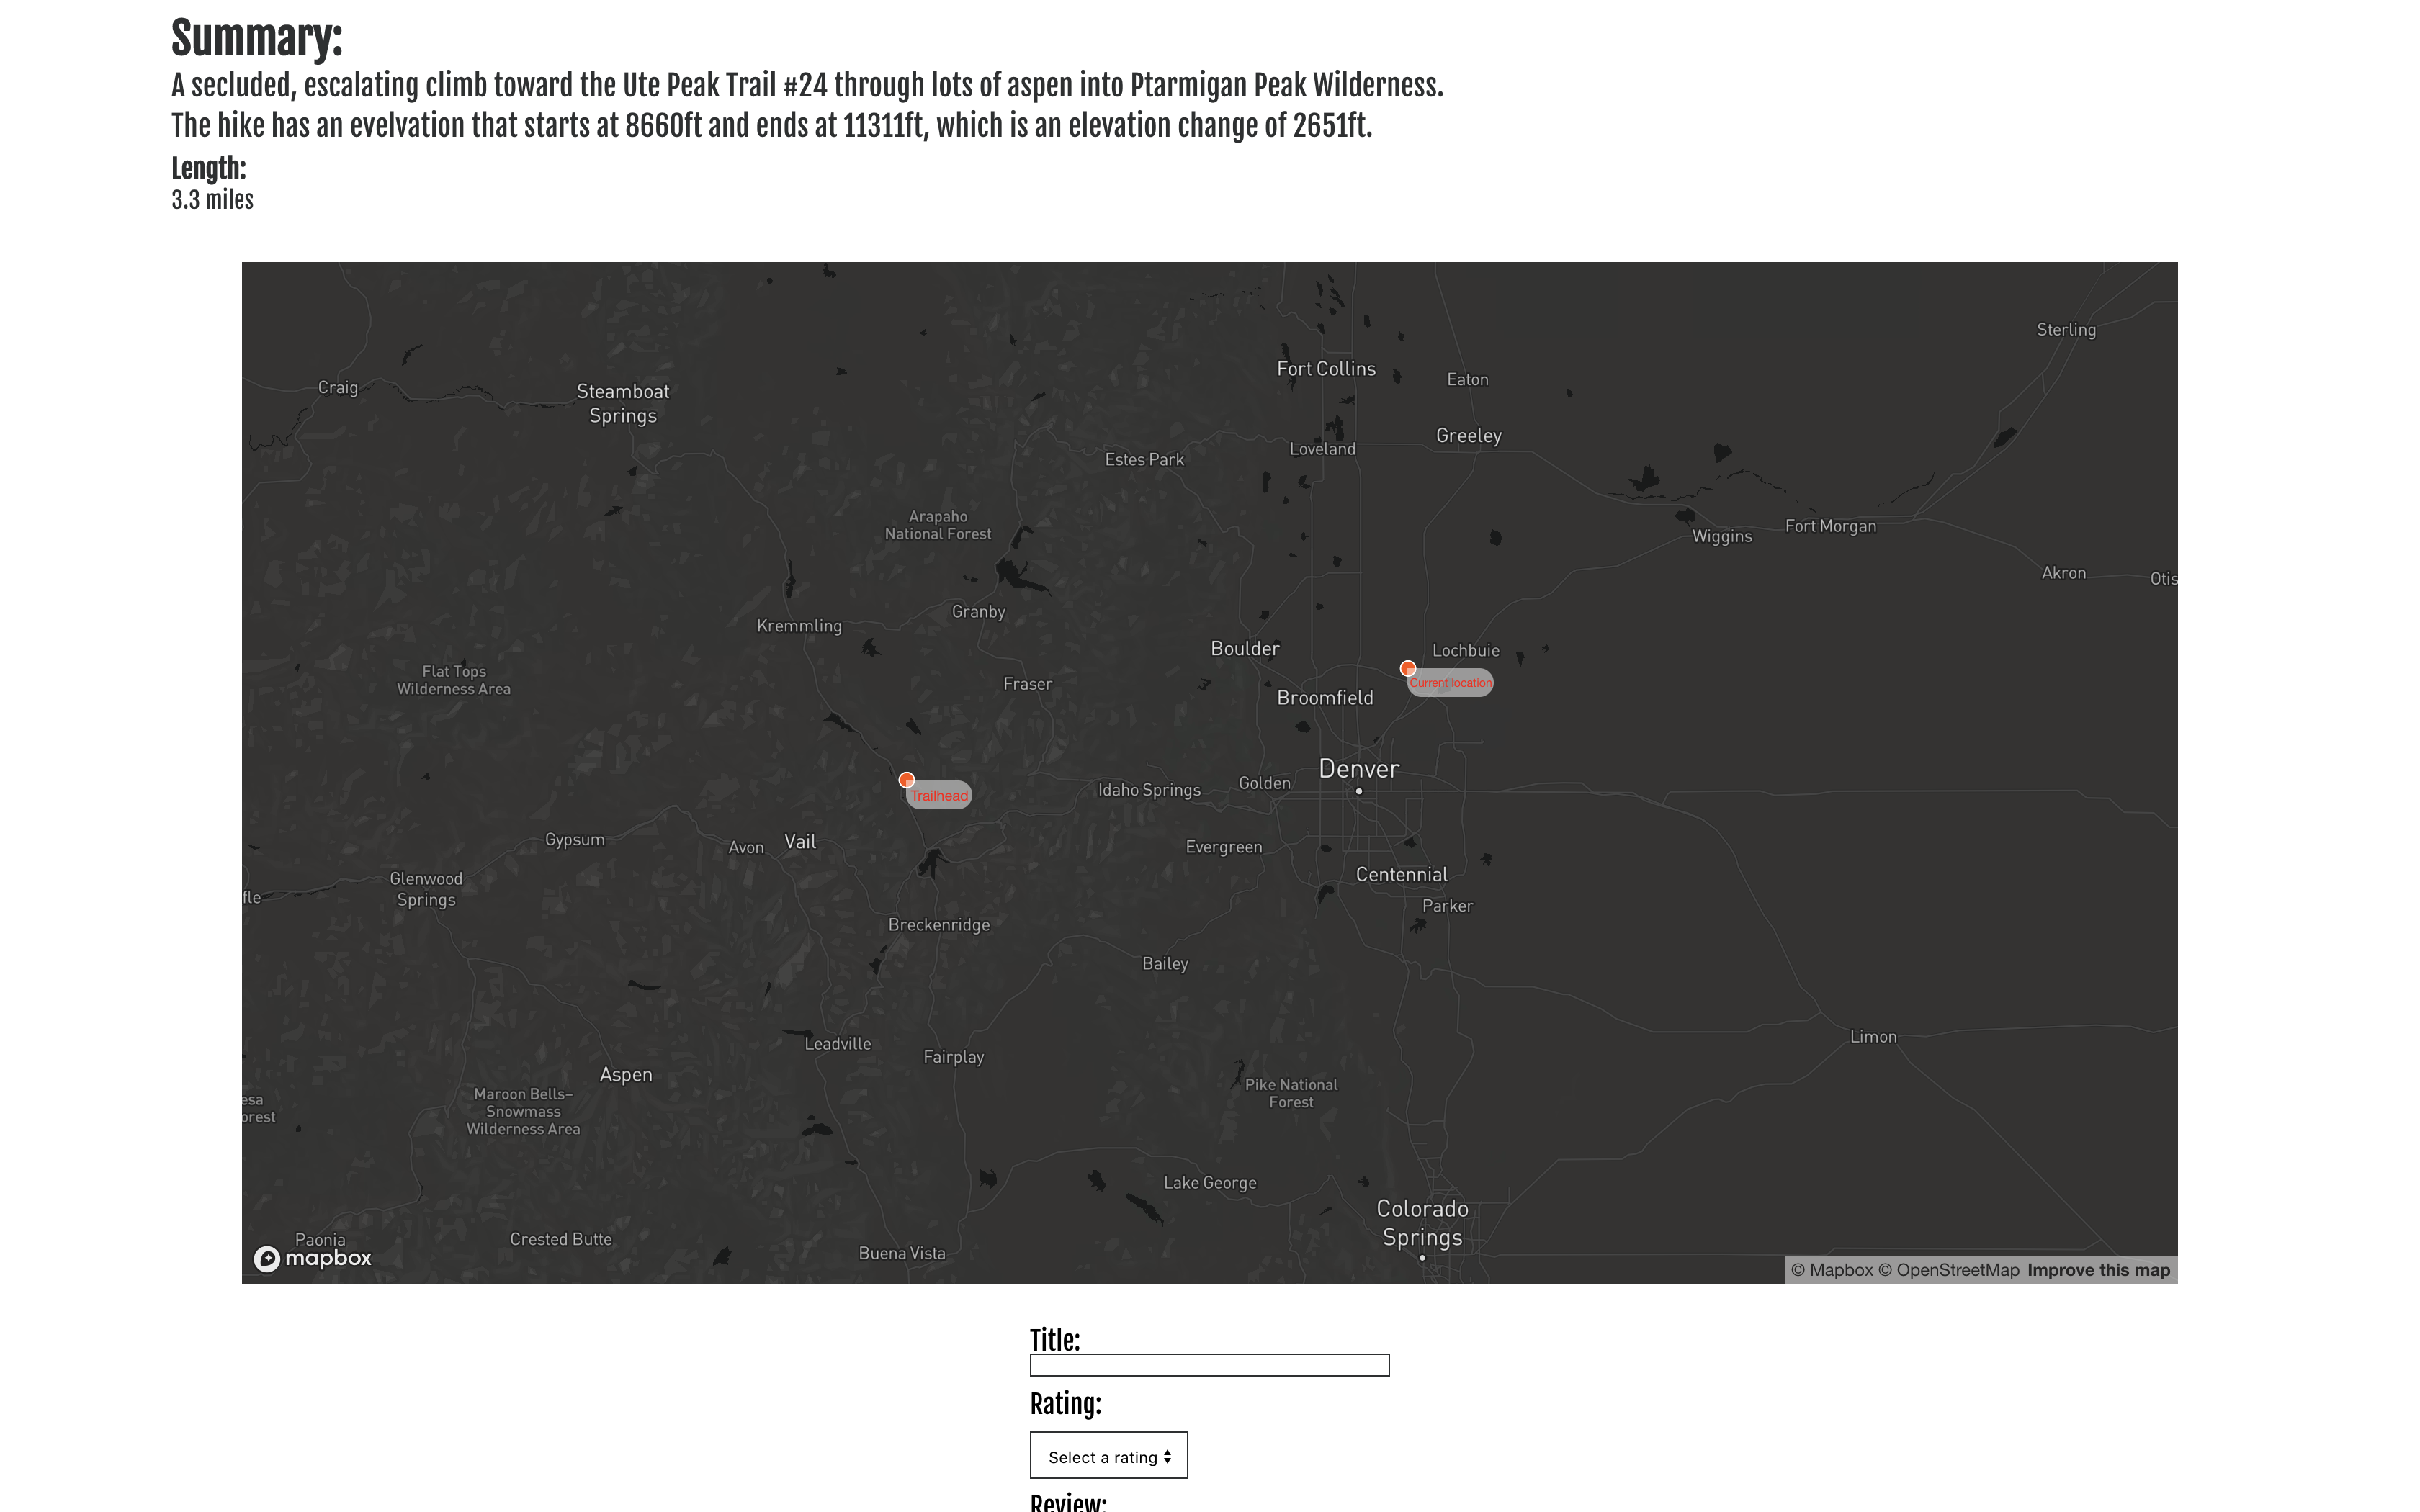 Summary:
A secluded, escalating climb toward the Ute Peak Trail #24 through lots of aspen into Ptarmigan Peak Wilderness.
The hike has an evelvation that starts at 8660ft and ends at 11311ft, which is an elevation change of 2651ft.
Length:
3.3 miles
Sterling
Fort Collins
Eaton
Craig
Steamboat
Springs
Greeley
Loveland
Estes Park
Arapaho
National Forest
Fort Morgan
Wiggins
Akron
Otis
Granby
Kremmling
Boulder
Lochbuie
Flat Tops
Wilderness Area
Fraser
Current location
Broomfield
Denver
Trailhead
Idaho Springs
Golden
Gypsum
Avon
Vail
Evergreen
Glenwood
Springs
Centennial
fle
Parker
Breckenridge
Bailey
Limon
Leadville
Fairplay
Aspen
Pike National
Forest
Maroon Bells–
Snowmass
Wilderness Area
esa
orest
Lake George
Colorado
Springs
Paonia
Crested Butte
Buena Vista
mapbox
© Mapbox © OpenStreetMap Improve this map
Title:
Rating:
Select a rating
Review: